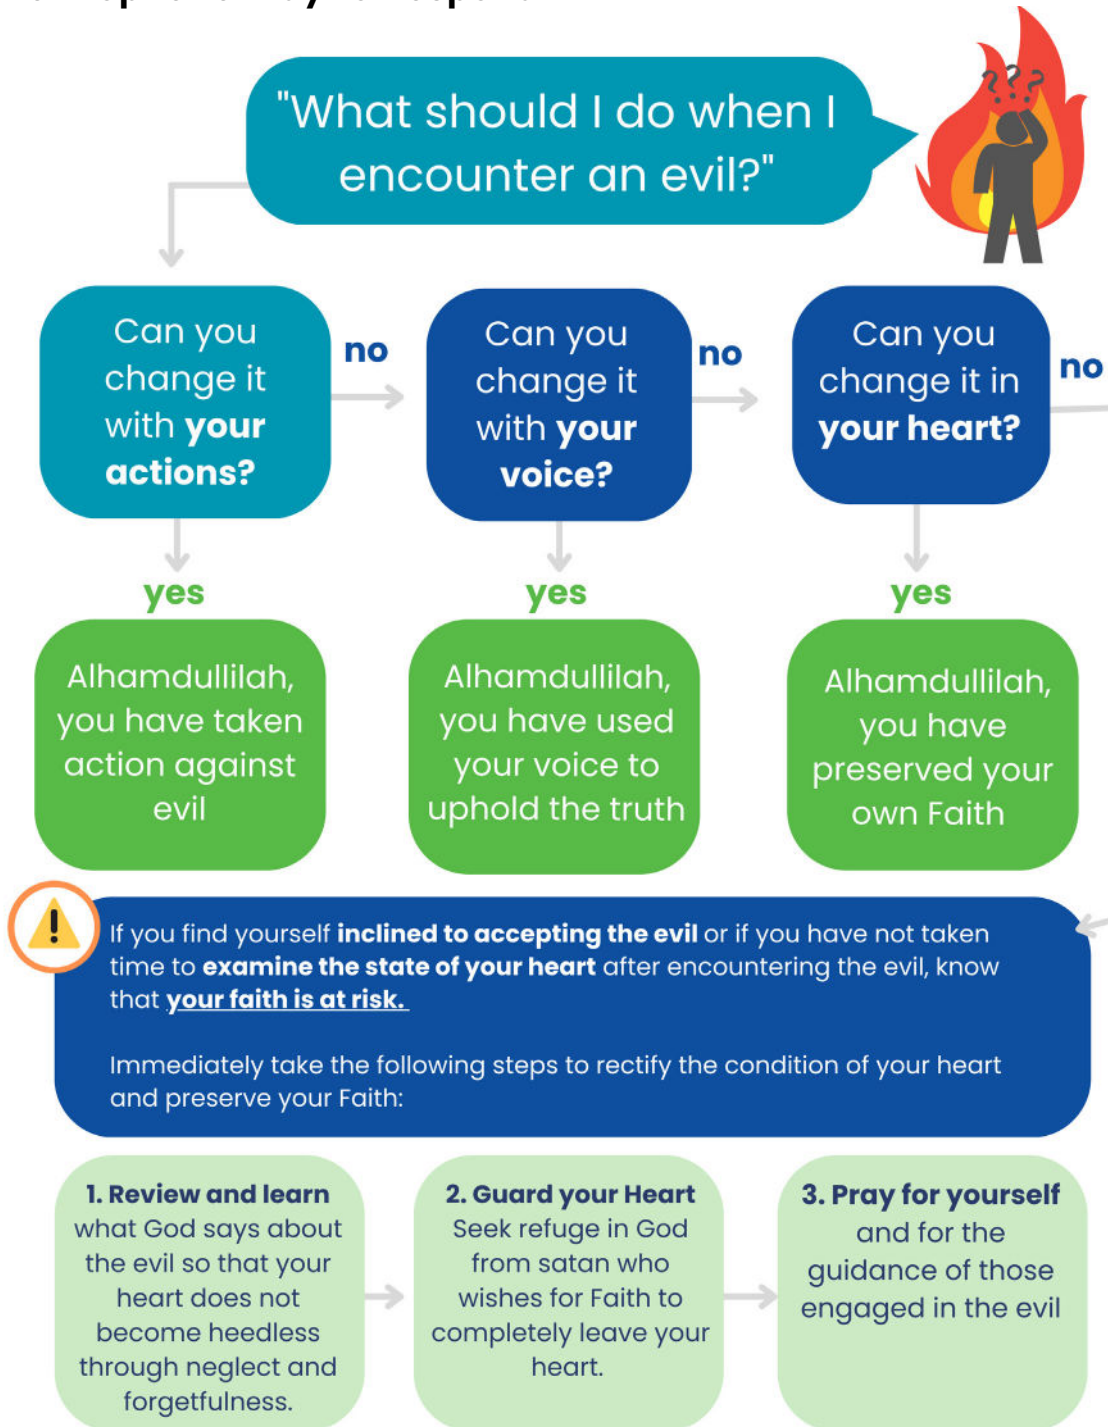 "What should I do when I
encounter an evil?"
? ? ?
Can you
change it
with your
actions?
no
Can you
change it
with your
voice?
no
Can you
change it in
your heart?
no
yes
yes
yes
Alhamdullilah,
you have taken
action against
evil
Alhamdullilah,
you have used
your voice to
uphold the truth
Alhamdullilah,
you have
preserved your
own Faith
!
If you find yourself inclined to accepting the evil or if you have not taken
time to examine the state of your heart after encountering the evil, know
that your faith is at risk.
Immediately take the following steps to rectify the condition of your heart
and preserve your Faith:
1. Review and learn
what God says about
the evil so that your
heart does not
become heedless
through neglect and
forgetfulness.
2. Guard your Heart
Seek refuge in God
from satan who
wishes for Faith to
completely leave your
heart.
3. Pray for yourself
and for the
guidance of those
engaged in the evil